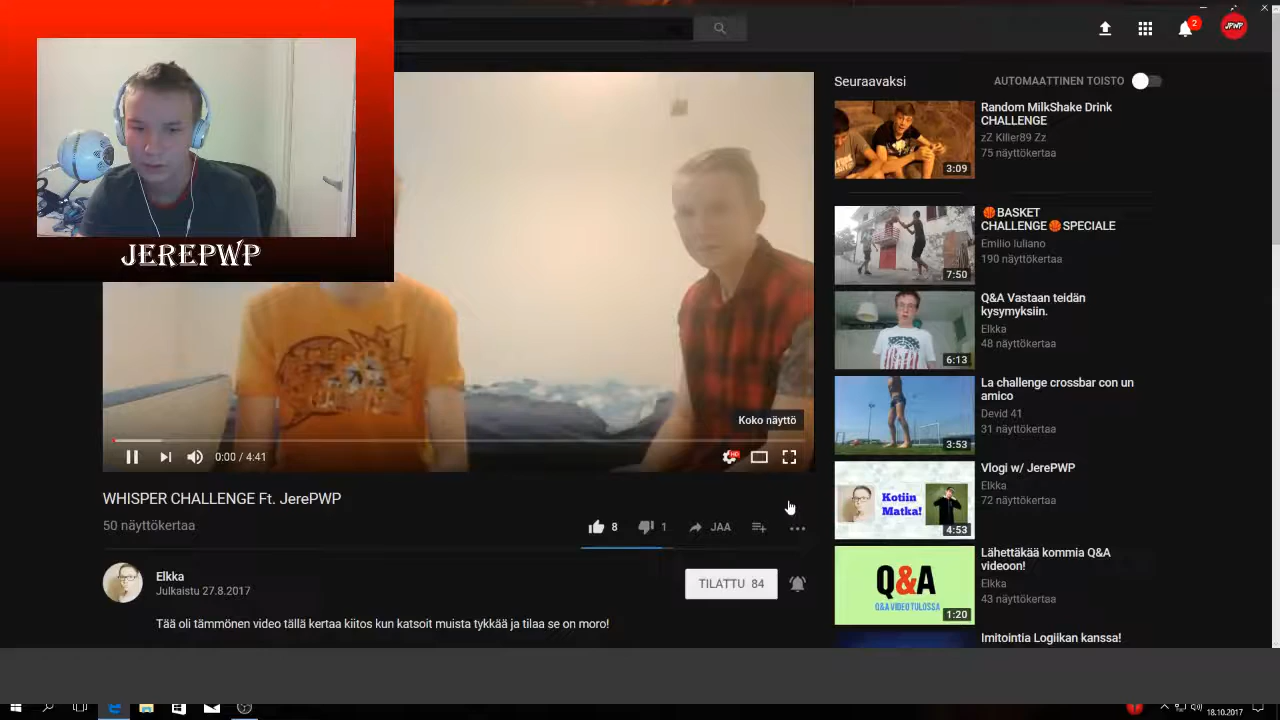 2
JPWP
JEREPWP
Koko näyttö
0:00 / 4:41
HD
WHISPER CHALLENGE Ft. JerePWP
50 näyttökertaa
8
1
JAA
Elkka
Julkaistu 27.8.2017
TILATTU 84
Tää oli tämmönen video tällä kertaa kiitos kun katsoit muista tykkää ja tilaa se on moro!
Seuraavaksi
AUTOMAATTINEN TOISTO
Random MilkShake Drink
CHALLENGE
zZ Killer89 Zz
75 näyttökertaa
3:09
🏀BASKET
CHALLENGE🏀SPECIALE
Emilio Iuliano
190 näyttökertaa
7:50
Q&A Vastaan teidän
kysymyksiin.
Elkka
48 näyttökertaa
6:13
La challenge crossbar con un
amico
Devid 41
31 näyttökertaa
3:53
Vlogi w/ JerePWP
Elkka
72 näyttökertaa
Kotiin
Matka!
4:53
Lähettäkää kommia Q&A
videoon!
Elkka
43 näyttökertaa
Q&A
Q&A VIDEO TULOSSA
1:20
Imitointia Logiikan kanssa!
18.10.2017